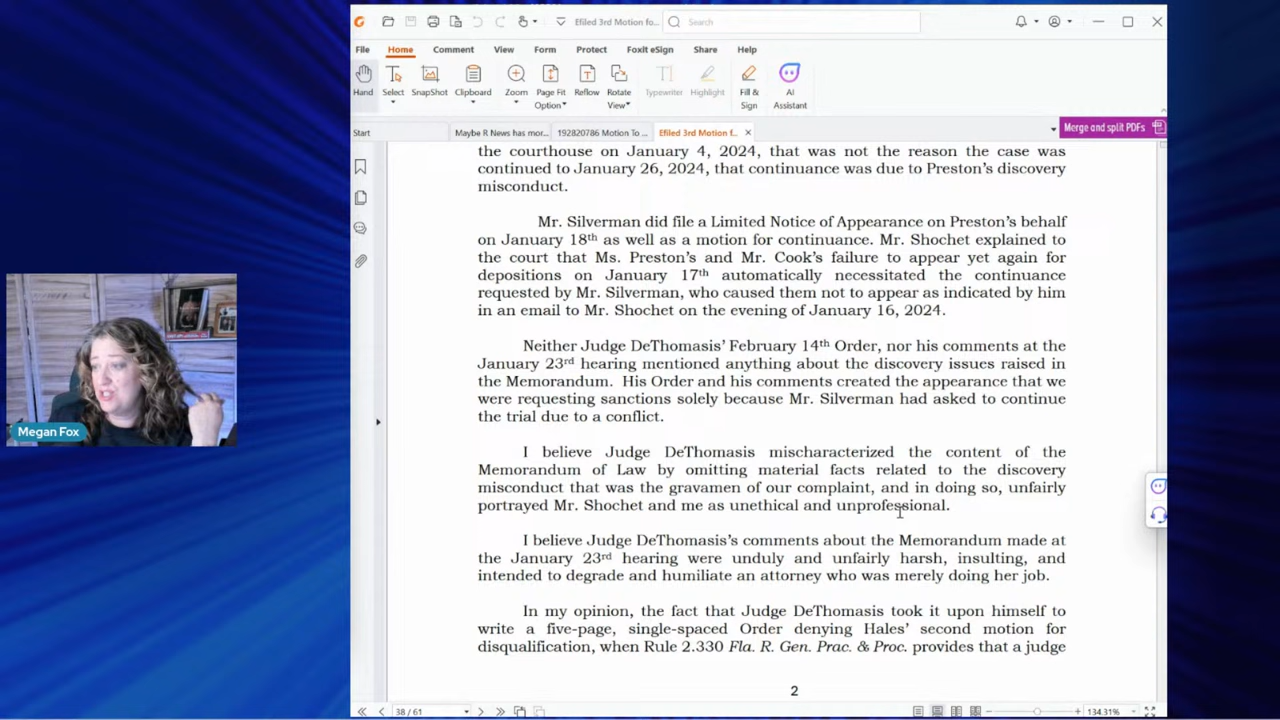 Efiled 3rd Motion fo...
Search
File
Home
Comment
View
Form
Protect
Foxit eSign
Share
Help
Hand
Select
SnapShot
Clipboard
Zoom
Page Fit
Option
Reflow
Rotate
View
Typewriter
Highlight
Fill &
Sign
AI
Assistant
Start
Maybe R News has mor...
192820786 Motion To ...
Efiled 3rd Motion f...
Merge and split PDFs
the courthouse on January 4, 2024, that was not the reason the case was
continued to January 26, 2024, that continuance was due to Preston's discovery
misconduct.
Mr. Silverman did file a Limited Notice of Appearance on Preston's behalf
on January 18th as well as a motion for continuance. Mr. Shochet explained to
the court that Ms. Preston's and Mr. Cook's failure to appear yet again for
depositions on January 17th automatically necessitated the continuance
requested by Mr. Silverman, who caused them not to appear as indicated by him
in an email to Mr. Shochet on the evening of January 16, 2024.
Neither Judge DeThomasis' February 14th Order, nor his comments at the
January 23rd hearing mentioned anything about the discovery issues raised in
the Memorandum. His Order and his comments created the appearance that we
were requesting sanctions solely because Mr. Silverman had asked to continue
the trial due to a conflict.
I believe Judge DeThomasis mischaracterized the content of the
Memorandum of Law by omitting material facts related to the discovery
misconduct that was the gravamen of our complaint, and in doing so, unfairly
portrayed Mr. Shochet and me as unethical and unprofessional.
I believe Judge DeThomasis's comments about the Memorandum made at
the January 23rd hearing were unduly and unfairly harsh, insulting, and
intended to degrade and humiliate an attorney who was merely doing her job.
In my opinion, the fact that Judge DeThomasis took it upon himself to
write a five-page, single-spaced Order denying Hales' second motion for
disqualification, when Rule 2.330 Fla. R. Gen. Prac. & Proc. provides that a judge
2
38 / 61
134.31%
Megan Fox